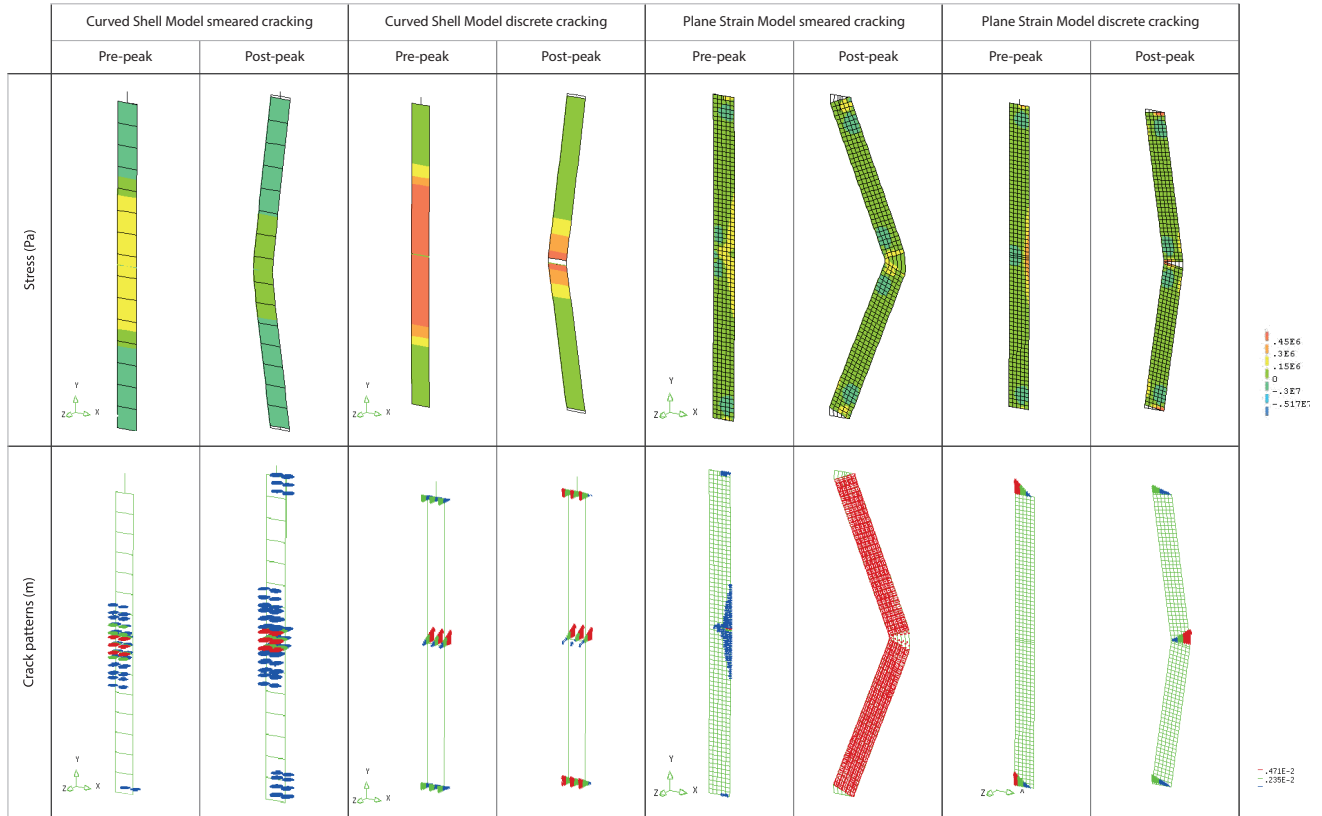 Curved Shell Model smeared cracking
Curved Shell Model discrete cracking
Plane Strain Model smeared cracking
Plane Strain Model discrete cracking
Pre-peak
Post-peak
Pre-peak
Post-peak
Pre-peak
Post-peak
Pre-peak
Post-peak
Stress (Pa)
Y
Z X
Y
Z X
Y
Z X
Y
Z X
.45E6
.3E6
.15E6
0
-.3E7
-.517E7
Crack patterns (m)
Y
Z X
Y
Z X
Y
Z X
Z
.471E-2
.235E-2